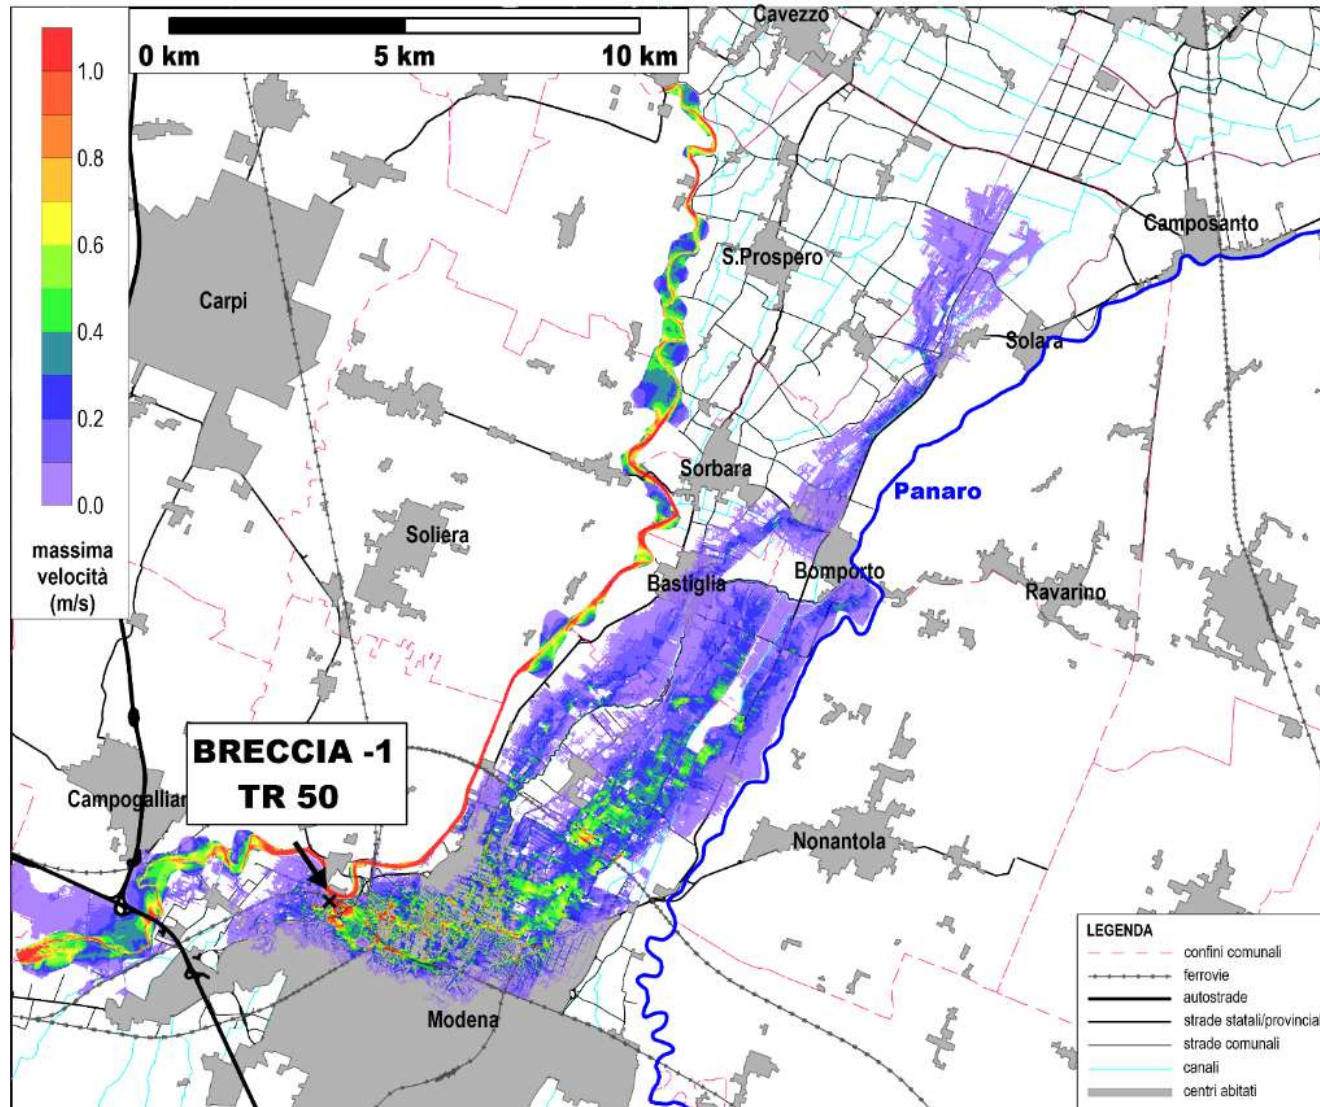 0 km 5 km 10 km
1.0
0.8
0.6
0.4
0.2
0.0
massima
velocità
(m/s)
Cavezzo
Camposanto
S.Prospero
Carpi
Solara
Sorbara
Panaro
Soliera
Bastiglia
Bomporto
Ravarino
BRECCIA -1
TR 50
Campogallian
Nonantola
Modena
LEGENDA
confini comunali
ferrovie
autostrade
strade statali/provinciali
strade comunali
canali
centri abitati